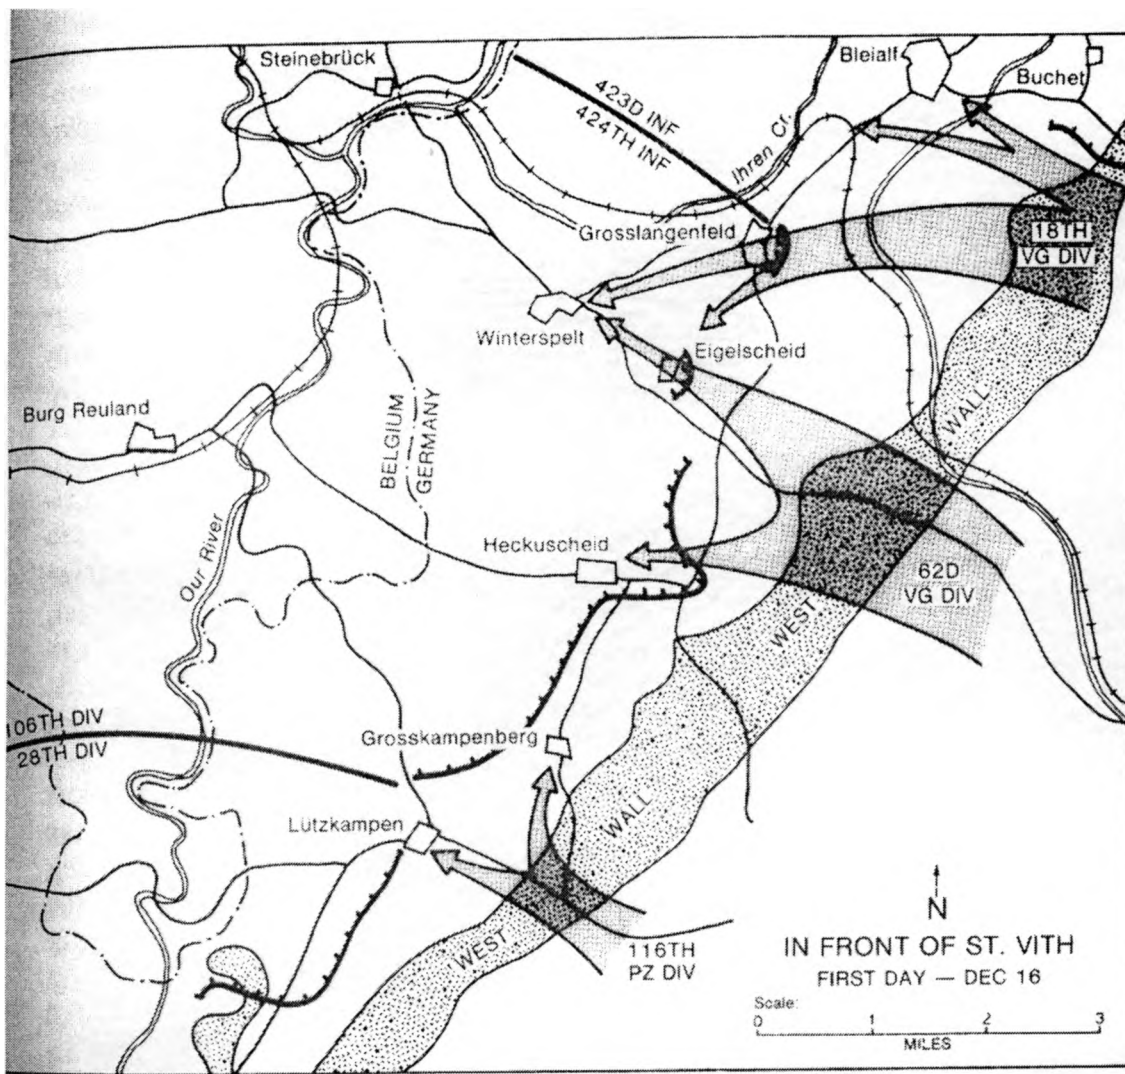 Steinebrück
Bleialf
Buchet
423D INF
424TH INF
Ihren Cr.
Grosslangenfeld
18TH
VG DIV
Winterspelt
Eigelscheid
Burg Reuland
BELGIUM
GERMANY
WALL
Our River
Heckuscheid
62D
VG DIV
WEST
106TH DIV
28TH DIV
Grosskampenberg
WALL
Lützkampen
WEST
116TH
PZ DIV
N
IN FRONT OF ST. VITH
FIRST DAY — DEC 16
Scale:
0 1 2 3
MILES